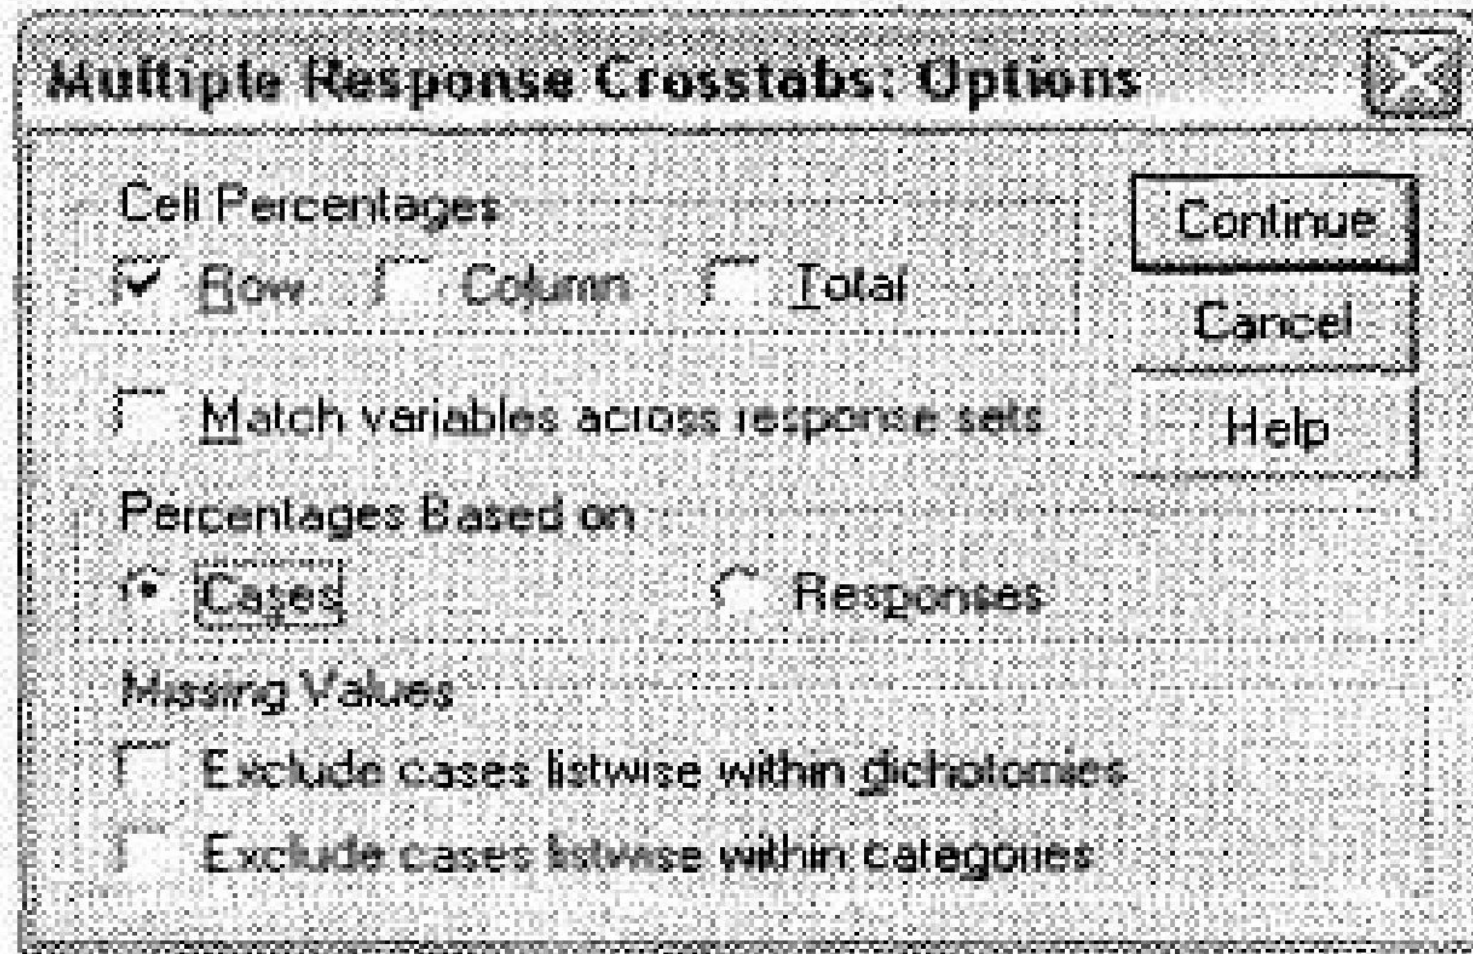 Multiple Response Crosstabs: Options
Cell Percentages
Row Column Total
Match variables across response sets
Percentages Based on
Cases Responses
Missing Values
Exclude cases listwise within dichotomies
Exclude cases listwise within categories
Continue
Cancel
Help